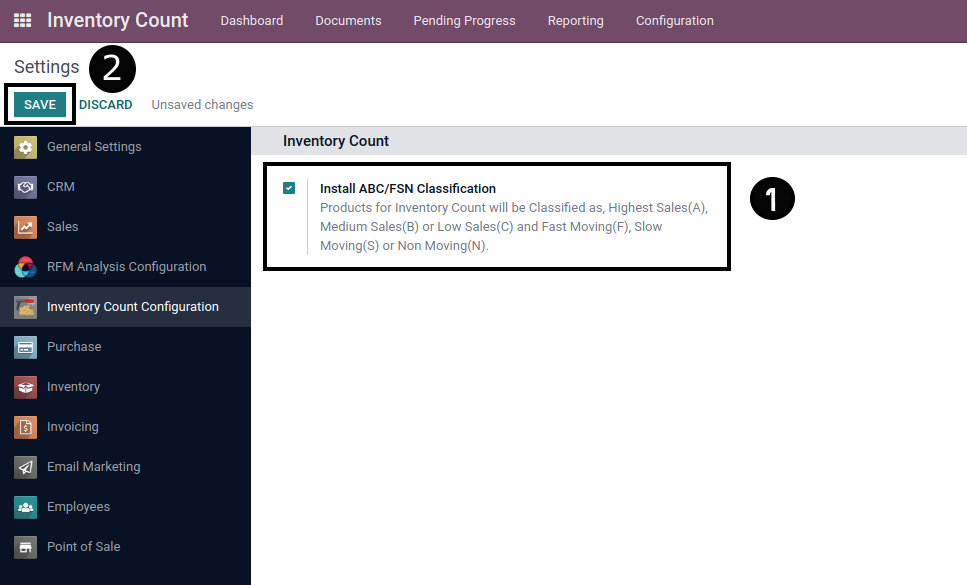 Inventory Count Dashboard Documents Pending Progress Reporting Configuration
Settings 2
SAVE DISCARD Unsaved changes
General Settings
CRM
Sales
RFM Analysis Configuration
Inventory Count Configuration
Purchase
Inventory
Invoicing
Email Marketing
Employees
Point of Sale
Inventory Count
Install ABC/FSN Classification
Products for Inventory Count will be Classified as, Highest Sales(A),
Medium Sales(B) or Low Sales(C) and Fast Moving(F), Slow
Moving(S) or Non Moving(N).
1